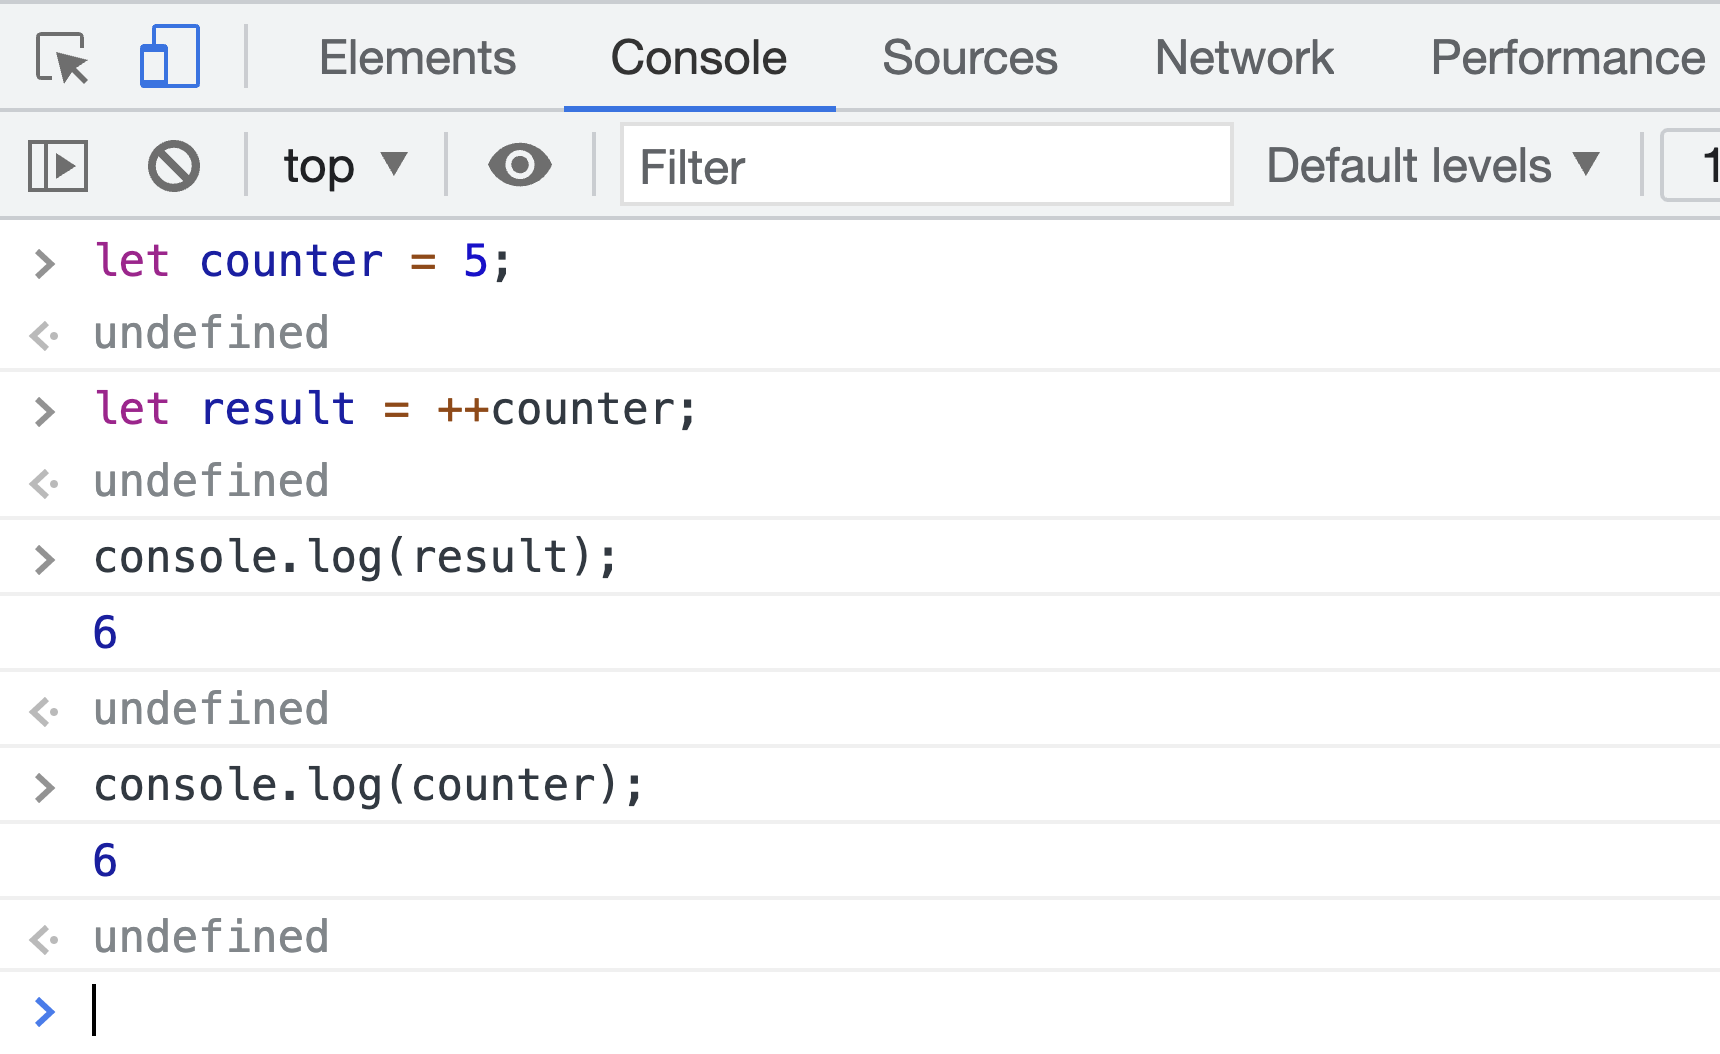 Elements Console Sources Network Performance
top ▼ Filter Default levels ▼ 1
> let counter = 5;
undefined
> let result = ++counter;
undefined
> console.log(result);
6
undefined
> console.log(counter);
6
undefined
>